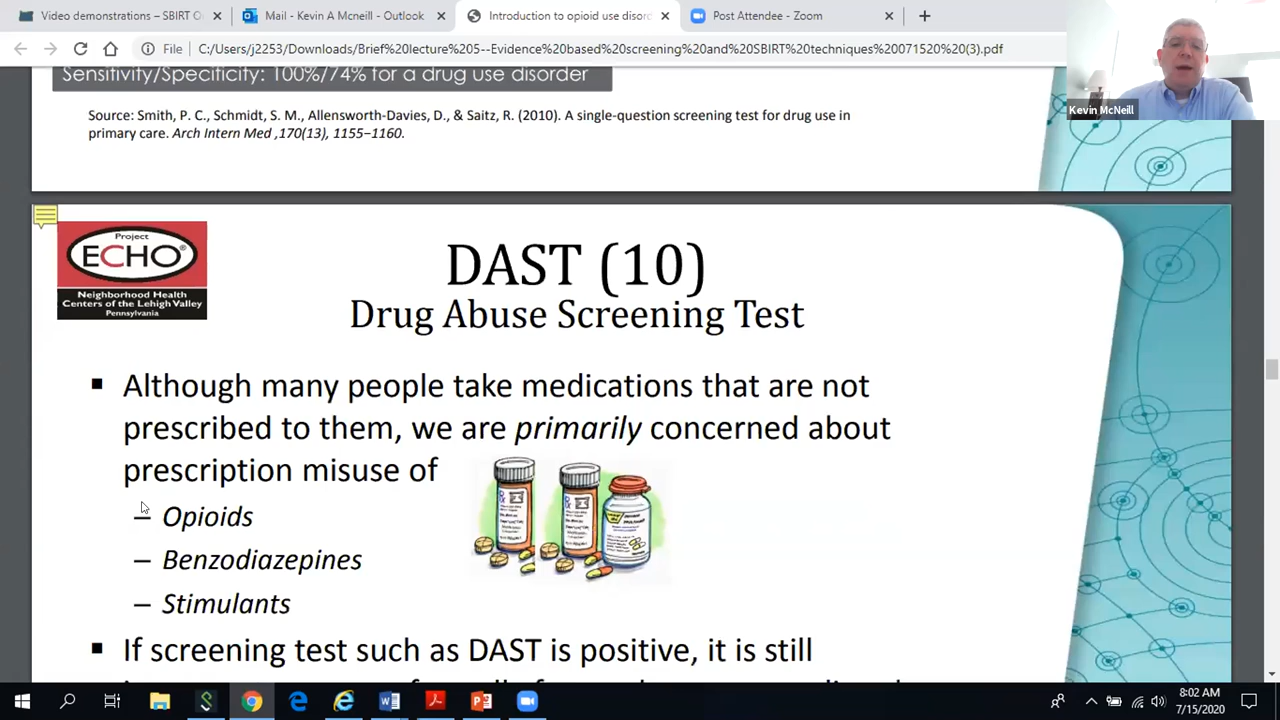 Video demonstrations – SBIRT O
Mail - Kevin A Mcneill - Outlook
Introduction to opioid use disord
Post Attendee - Zoom
File
C:/Users/j2253/Downloads/Brief%20lecture%205--Evidence%20based%20screening%20and%20SBIRT%20techniques%20071520%20(3).pdf
Kevin McNeill
Sensitivity/Specificity: 100%/74% for a drug use disorder
Source: Smith, P. C., Schmidt, S. M., Allensworth-Davies, D., & Saitz, R. (2010). A single-question screening test for drug use in
primary care. Arch Intern Med ,170(13), 1155–1160.
Project
ECHO®
Neighborhood Health
Centers of the Lehigh Valley
Pennsylvania
DAST (10)
Drug Abuse Screening Test
▪ Although many people take medications that are not
prescribed to them, we are primarily concerned about
prescription misuse of
– Opioids
– Benzodiazepines
– Stimulants
▪ If screening test such as DAST is positive, it is still
8:02 AM
7/15/2020